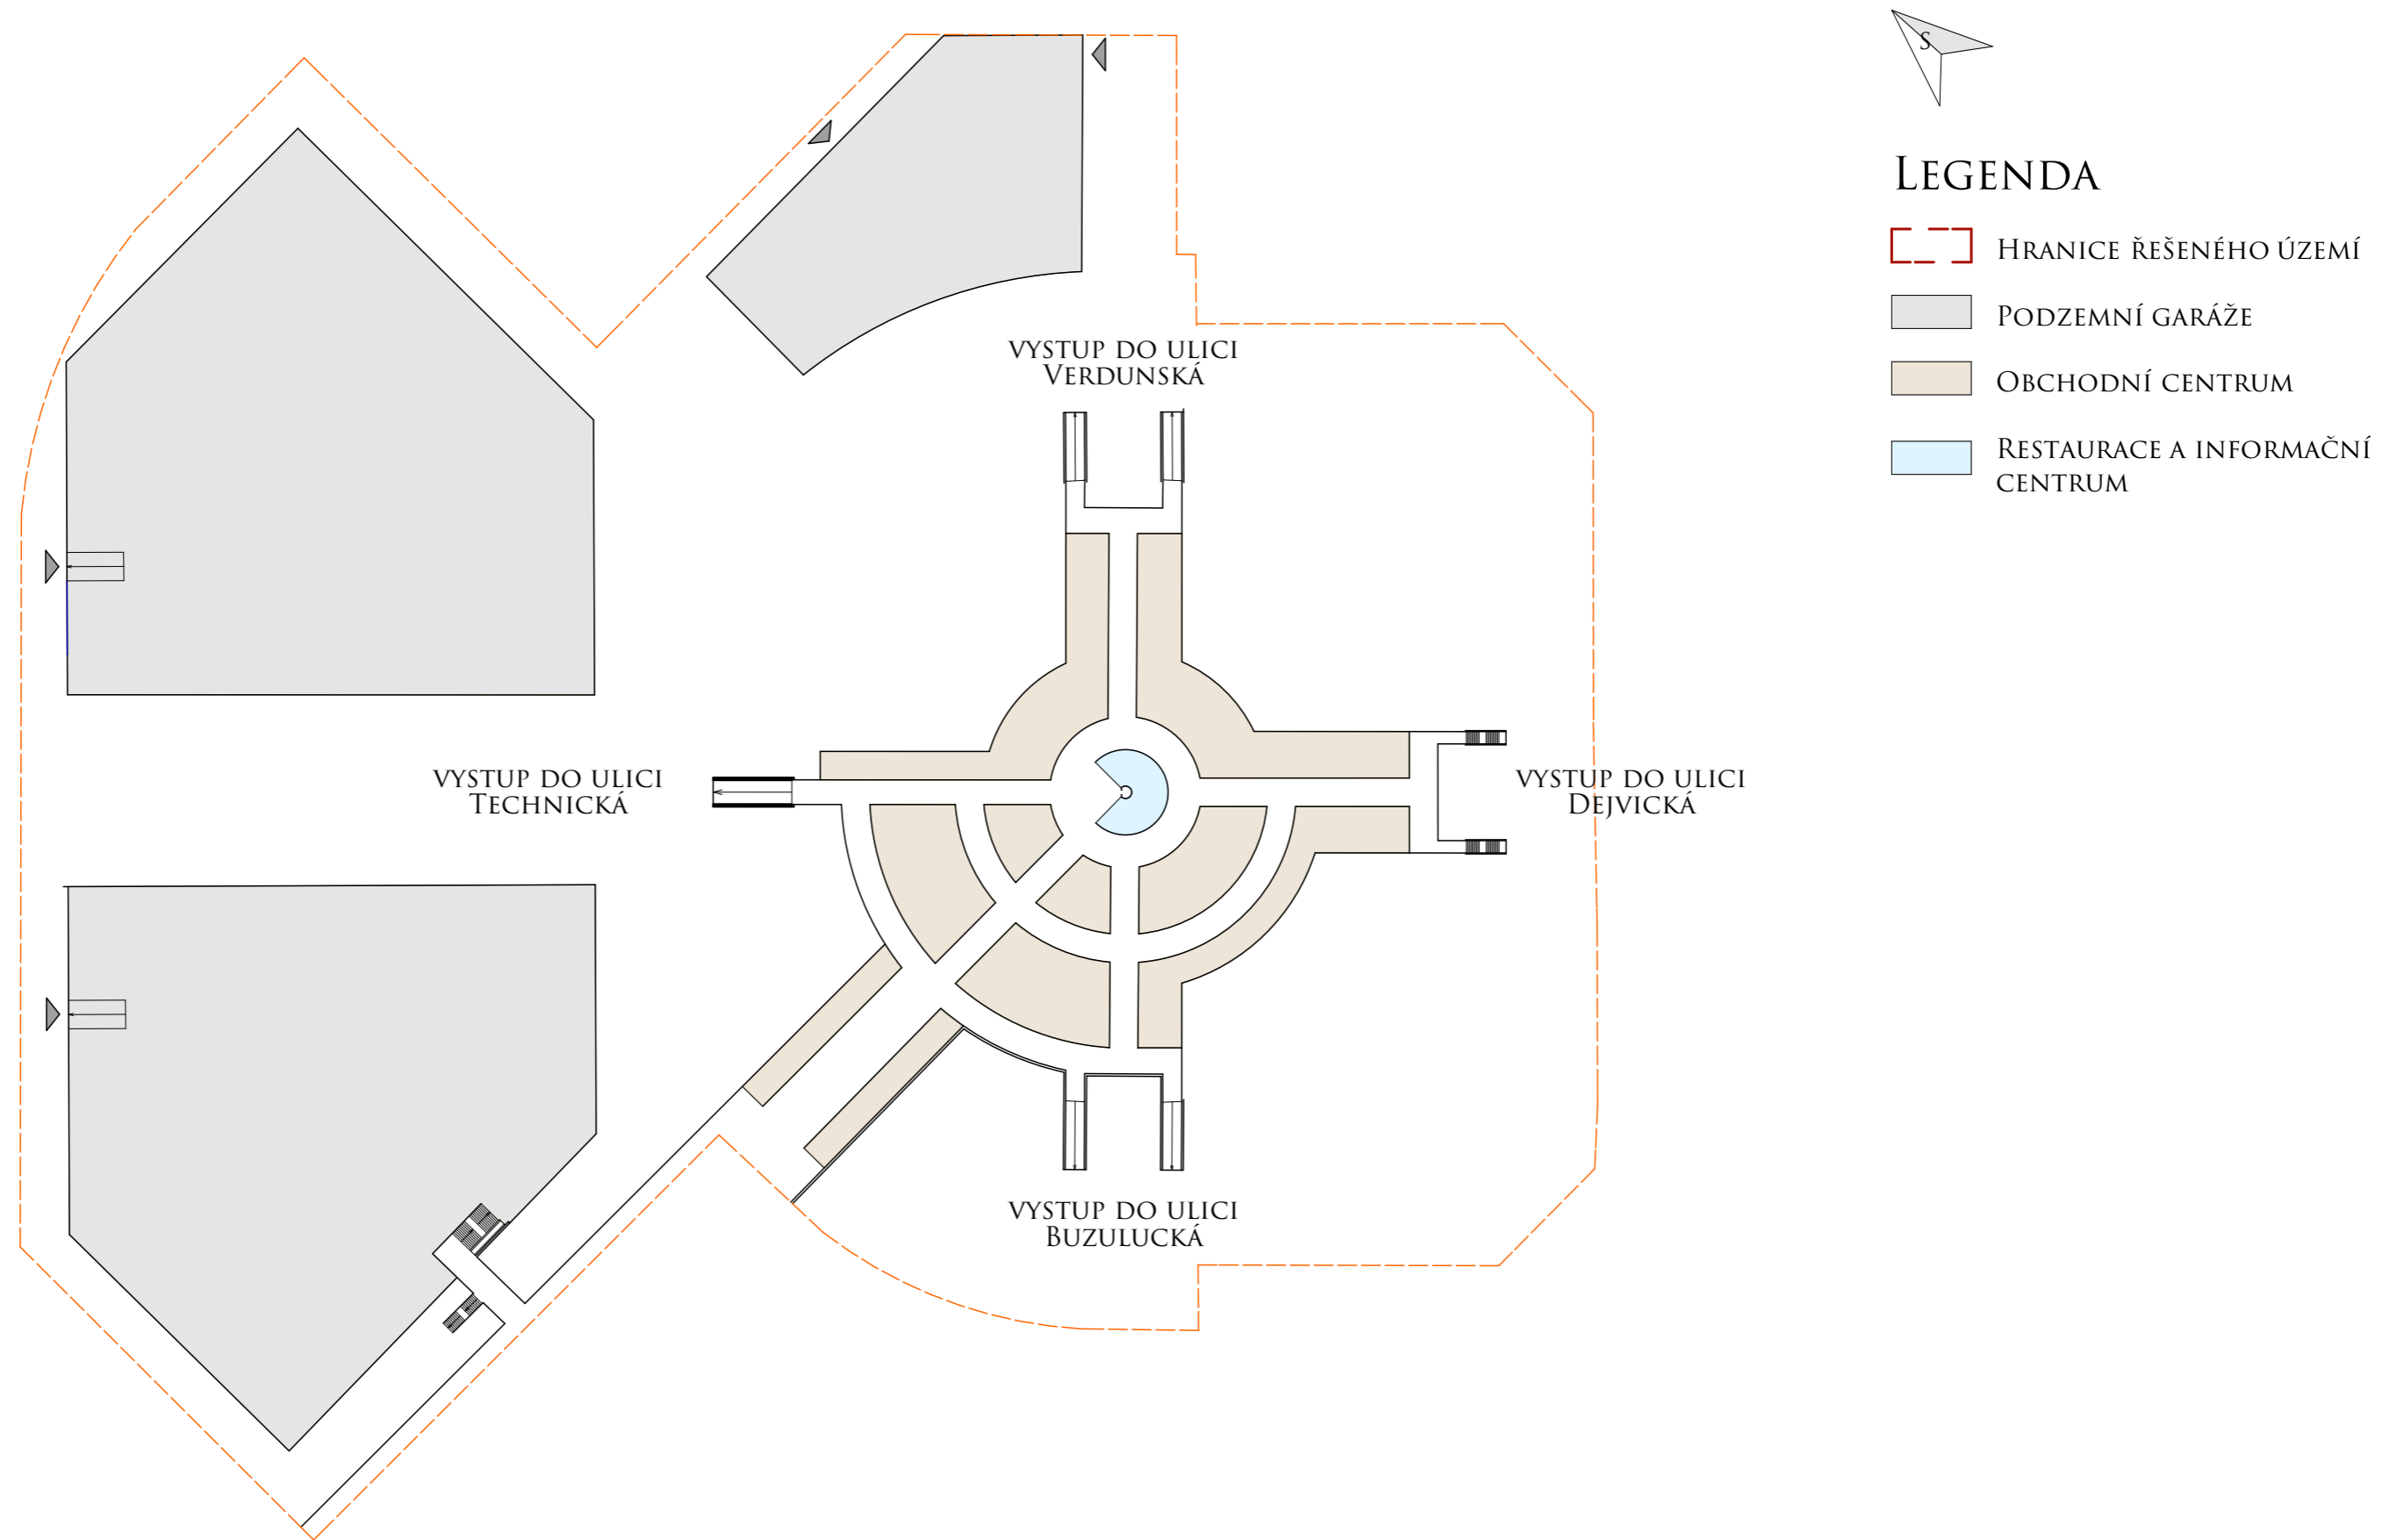 S
LEGENDA
HRANICE ŘEŠENÉHO ÚZEMÍ
PODZEMNÍ GARÁŽE
OBCHODNÍ CENTRUM
RESTAURACE A INFORMAČNÍ
CENTRUM
VYSTUP DO ULICI
VERDUNSKÁ
VYSTUP DO ULICI
TECHNICKÁ
VYSTUP DO ULICI
DEJVICKÁ
VYSTUP DO ULICI
BUZULUCKÁ